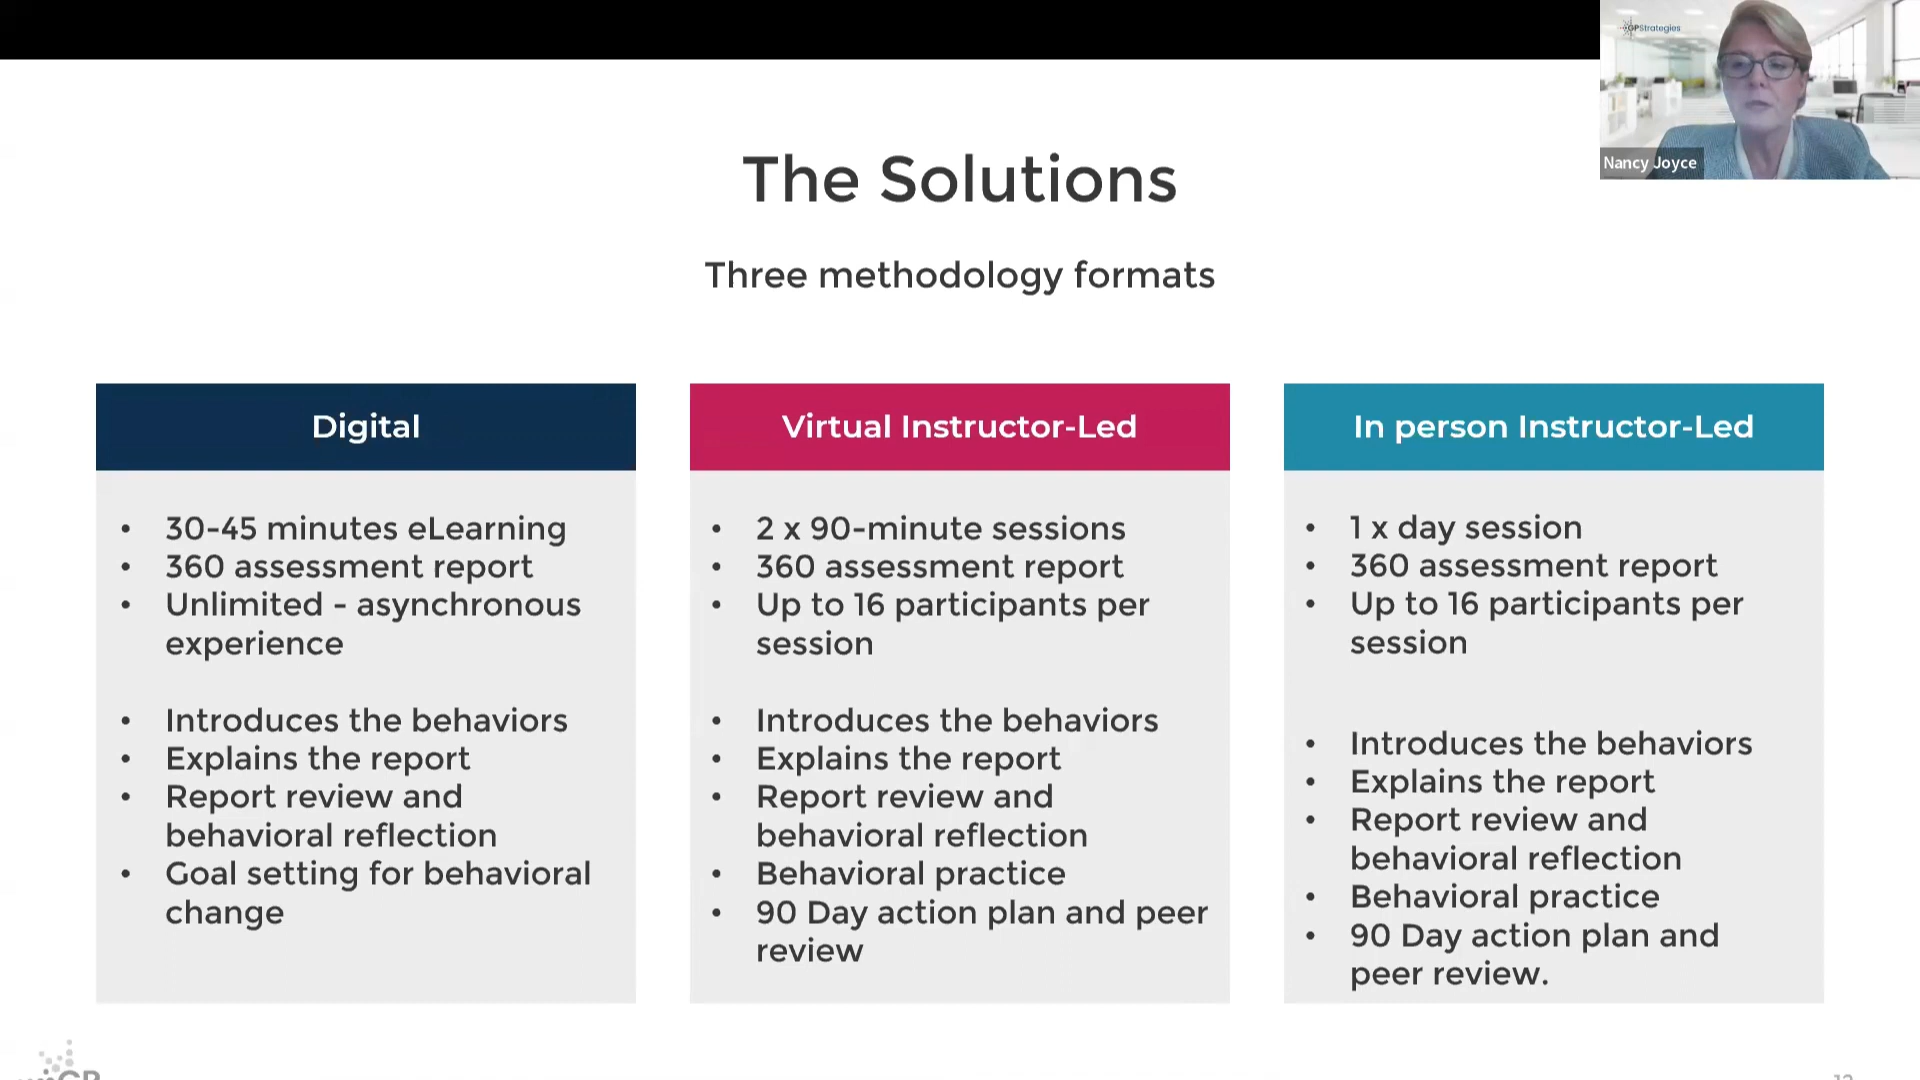 GPStrategies
Nancy Joyce
The Solutions
Three methodology formats
Digital
• 30-45 minutes eLearning
• 360 assessment report
• Unlimited - asynchronous
experience
• Introduces the behaviors
• Explains the report
• Report review and
behavioral reflection
• Goal setting for behavioral
change
Virtual Instructor-Led
• 2 x 90-minute sessions
• 360 assessment report
• Up to 16 participants per
session
• Introduces the behaviors
• Explains the report
• Report review and
behavioral reflection
• Behavioral practice
• 90 Day action plan and peer
review
In person Instructor-Led
• 1 x day session
• 360 assessment report
• Up to 16 participants per
session
• Introduces the behaviors
• Explains the report
• Report review and
behavioral reflection
• Behavioral practice
• 90 Day action plan and
peer review.
GP